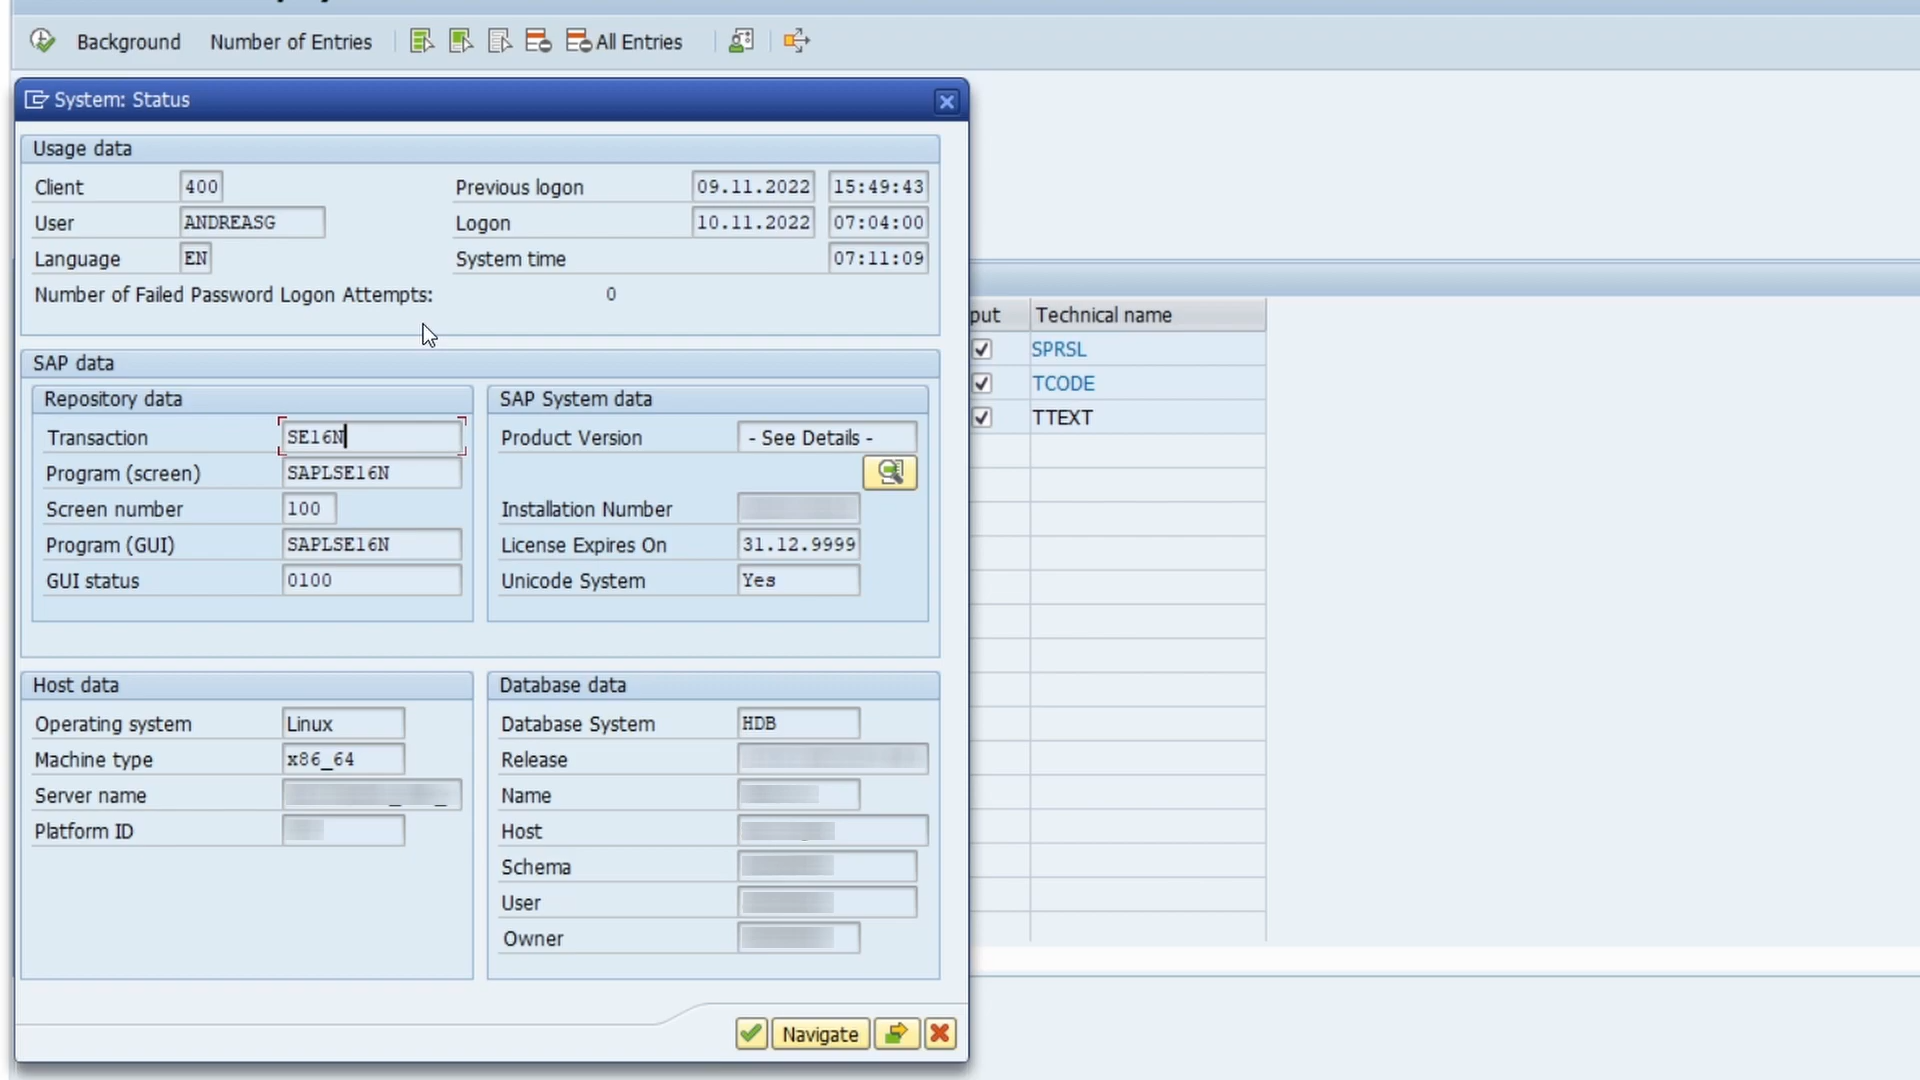 Background Number of Entries All Entries
System: Status
Usage data
Client 400 Previous logon 09.11.2022 15:49:43
User ANDREASG Logon 10.11.2022 07:04:00
Language EN System time 07:11:09
Number of Failed Password Logon Attempts: 0
put Technical name
SPRSL
TCODE
TTEXT
SAP data
Repository data SAP System data
Transaction SE16N Product Version - See Details -
Program (screen) SAPLSE16N
Screen number 100 Installation Number
Program (GUI) SAPLSE16N License Expires On 31.12.9999
GUI status 0100 Unicode System Yes
Host data Database data
Operating system Linux Database System HDB
Machine type x86_64 Release
Server name Name
Platform ID Host
Schema
User
Owner
Navigate